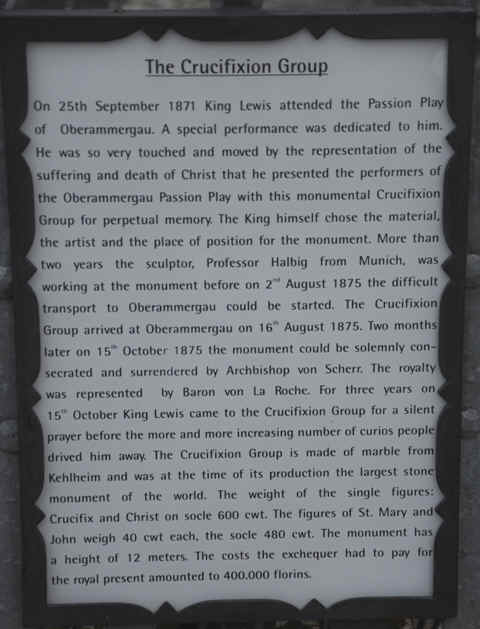 The Crucifixion Group
On 25th September 1871 King Lewis attended the Passion Play
of Oberammergau. A special performance was dedicated to him.
He was so very touched and moved by the representation of the
suffering and death of Christ that he presented the performers of
the Oberammergau Passion Play with this monumental Crucifixion
Group for perpetual memory. The King himself chose the material,
the artist and the place of position for the monument. More than
two years the sculptor, Professor Halbig from Munich, was
working at the monument before on 2nd August 1875 the difficult
transport to Oberammergau could be started. The Crucifixion
Group arrived at Oberammergau on 16th August 1875. Two months
later on 15th October 1875 the monument could be solemnly con-
secrated and surrendered by Archbishop von Scherr. The royalty
was represented by Baron von La Roche. For three years on
15th October King Lewis came to the Crucifixion Group for a silent
prayer before the more and more increasing number of curios people
drived him away. The Crucifixion Group is made of marble from
Kehlheim and was at the time of its production the largest stone
monument of the world. The weight of the single figures:
Crucifix and Christ on socle 600 cwt. The figures of St. Mary and
John weigh 40 cwt each, the socle 480 cwt. The monument has
a height of 12 meters. The costs the exchequer had to pay for
the royal present amounted to 400.000 florins.